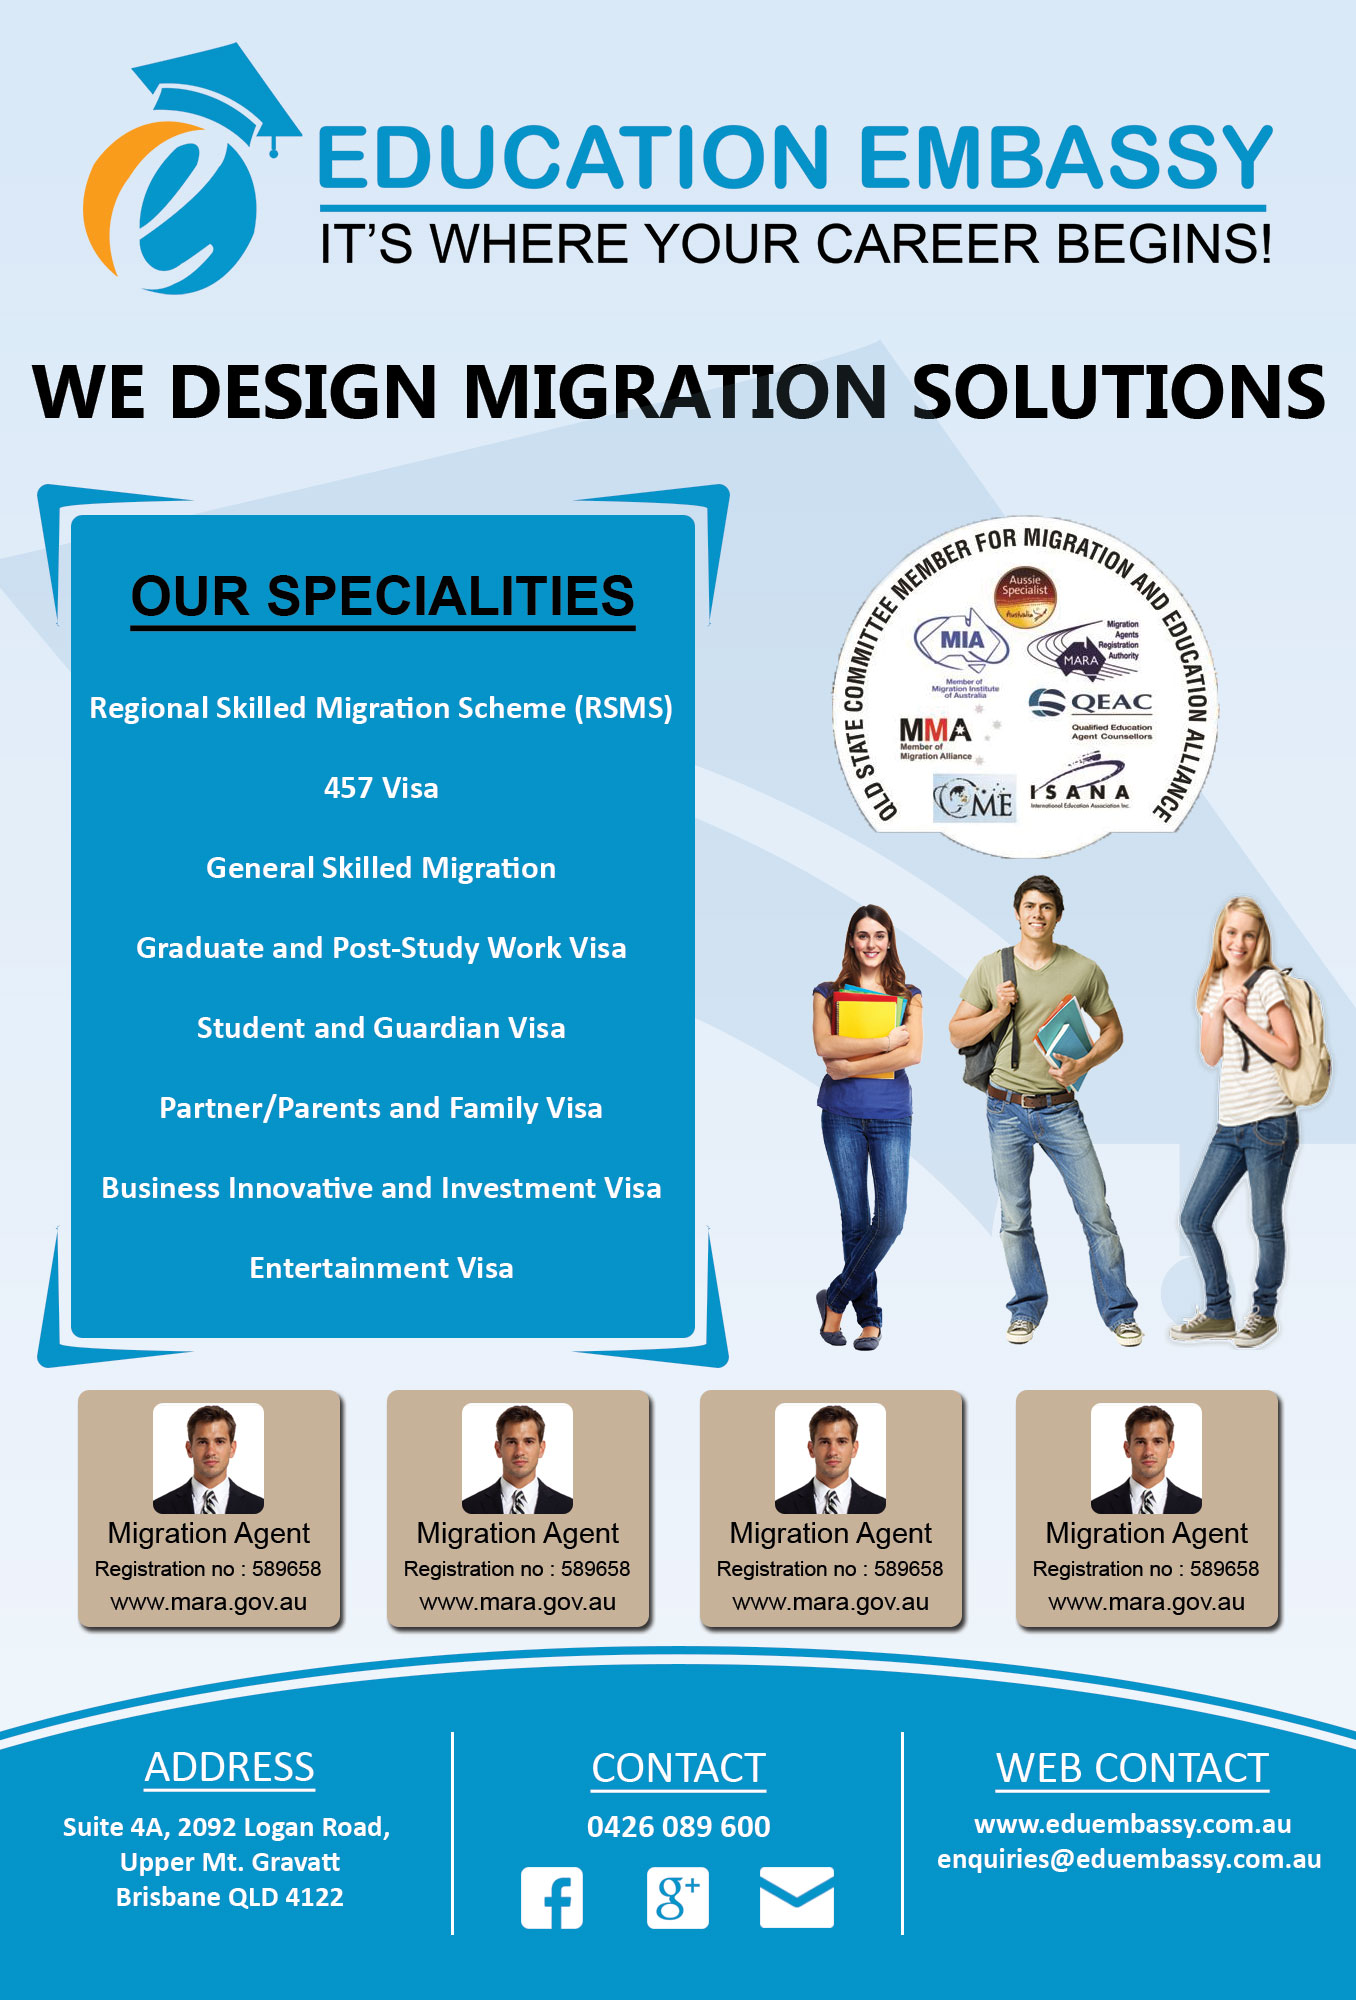 EDUCATION EMBASSY
IT'S WHERE YOUR CAREER BEGINS!
WE DESIGN MIGRATION SOLUTIONS
OUR SPECIALITIES
Regional Skilled Migration Scheme (RSMS)
457 Visa
General Skilled Migration
Graduate and Post-Study Work Visa
Student and Guardian Visa
Partner/Parents and Family Visa
Business Innovative and Investment Visa
Entertainment Visa
QLD STATE COMMITTEE MEMBER FOR MIGRATION AND EDUCATION ALLIANCE
Aussie
Specialist
Australia
MIA
Member of
Migration Institute
of Australia
Migration
Agents
Registration
Authority
MARA
QEAC
Qualified Education
Agent Counsellors
MMA
Member of
Migration Alliance
OME
ISANA
International Education Association Inc.
Migration Agent
Registration no : 589658
www.mara.gov.au
Migration Agent
Registration no : 589658
www.mara.gov.au
Migration Agent
Registration no : 589658
www.mara.gov.au
Migration Agent
Registration no : 589658
www.mara.gov.au
ADDRESS
Suite 4A, 2092 Logan Road,
Upper Mt. Gravatt
Brisbane QLD 4122
CONTACT
0426 089 600
f
g+
WEB CONTACT
www.eduembassy.com.au
enquiries@eduembassy.com.au